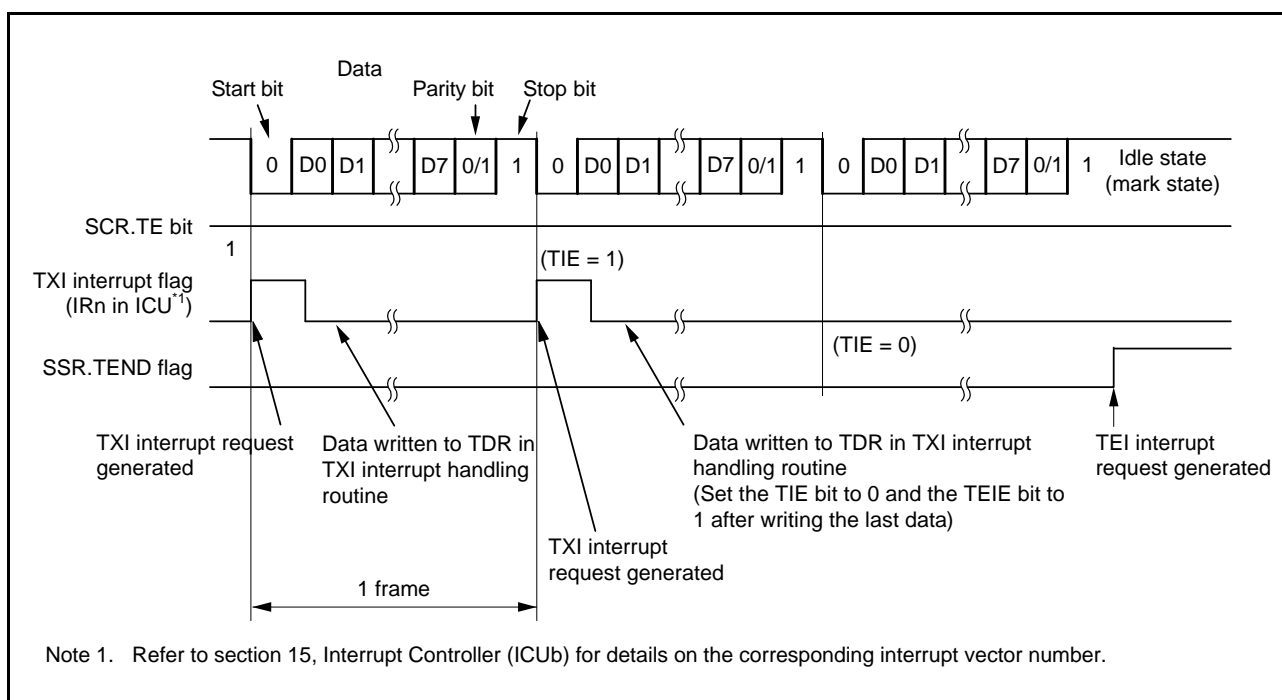 Data
Start bit
Parity bit
Stop bit
0 D0 D1 D7 0/1 1 0 D0 D1 D7 0/1 1 0 D0 D1 D7 0/1 1
Idle state
(mark state)
SCR.TE bit
1
TXI interrupt flag
(IRn in ICU*1)
(TIE = 1)
(TIE = 0)
SSR.TEND flag
TXI interrupt request
generated
Data written to TDR in
TXI interrupt handling
routine
Data written to TDR in TXI interrupt
handling routine
(Set the TIE bit to 0 and the TEIE bit to
1 after writing the last data)
TEI interrupt
request generated
TXI interrupt
request generated
1 frame
Note 1. Refer to section 15, Interrupt Controller (ICUb) for details on the corresponding interrupt vector number.